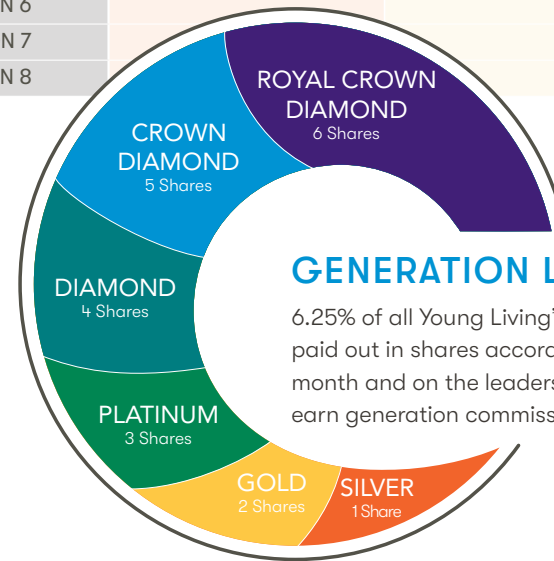 N 6
N 7
N 8
ROYAL CROWN
DIAMOND
6 Shares
CROWN
DIAMOND
5 Shares
DIAMOND
4 Shares
PLATINUM
3 Shares
GOLD
2 Shares
SILVER
1 Share
GENERATION L
6.25% of all Young Living'
paid out in shares accord
month and on the leaders
earn generation commiss